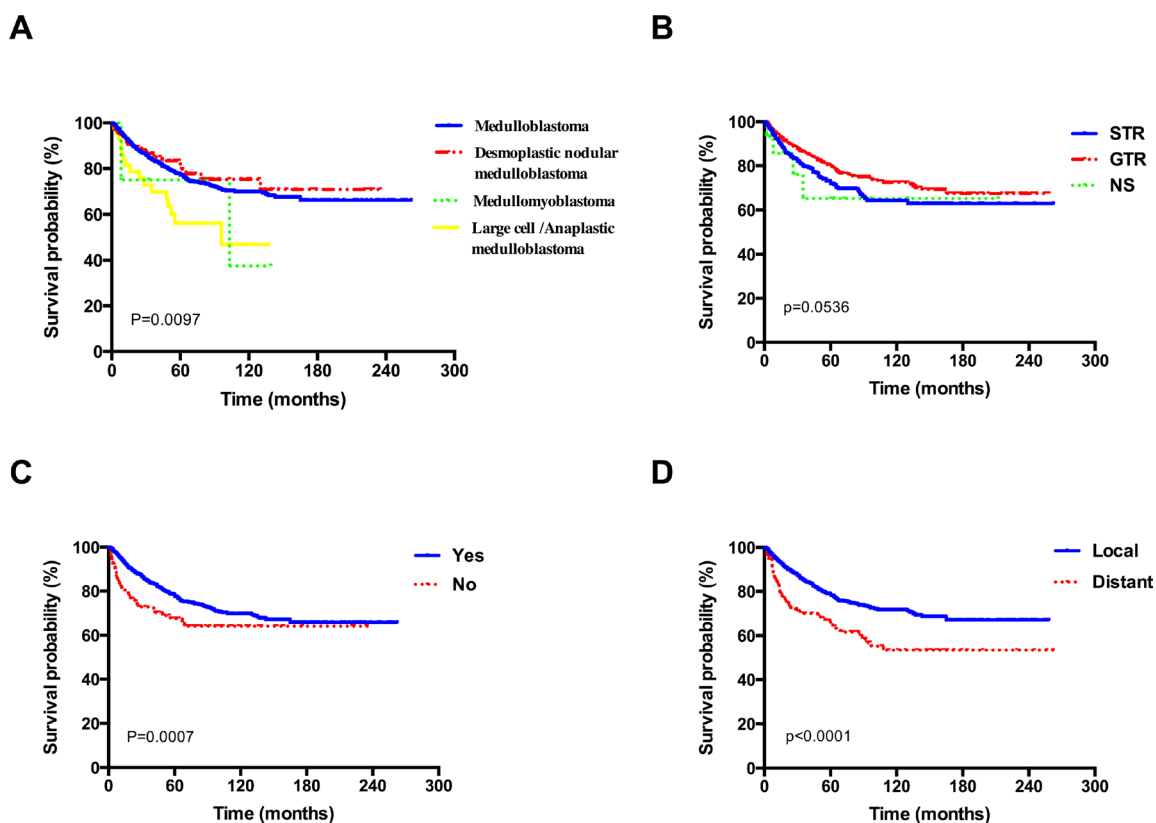 A
Survival probability (%)
100
80
60
40
20
0
0 60 120 180 240 300
Time (months)
P=0.0097
Medulloblastoma
Desmoplastic nodular
medulloblastoma
Medullomyoblastoma
Large cell /Anaplastic
medulloblastoma
B
Survival probability (%)
100
80
60
40
20
0
0 60 120 180 240 300
Time (months)
p=0.0536
STR
GTR
NS
C
Survival probability (%)
100
80
60
40
20
0
0 60 120 180 240 300
Time (months)
P=0.0007
Yes
No
D
Survival probability (%)
100
80
60
40
20
0
0 60 120 180 240 300
Time (months)
p<0.0001
Local
Distant